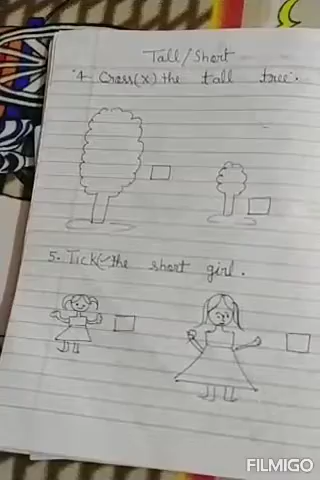 Tall/Short
4. Cross(x) the tall tree.
5. Tick(✓the short girl.
FILMIGO